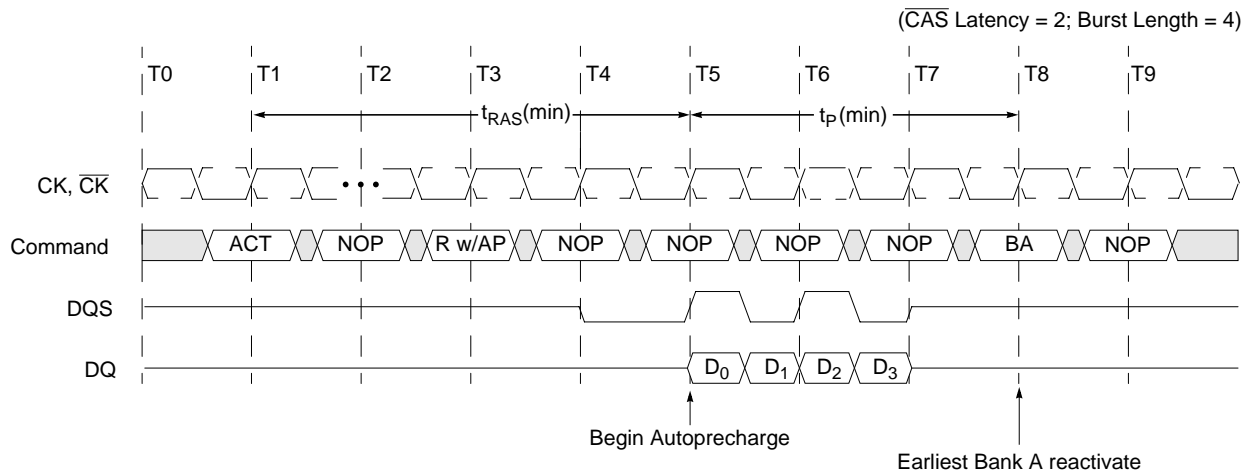 (C̅A̅S̅ Latency = 2; Burst Length = 4)
T0 T1 T2 T3 T4 T5 T6 T7 T8 T9
tRAS(min) tP(min)
CK, C̅K̅ • • •
Command ACT NOP R w/AP NOP NOP NOP NOP BA NOP
DQS
DQ D0 D1 D2 D3
Begin Autoprecharge
Earliest Bank A reactivate